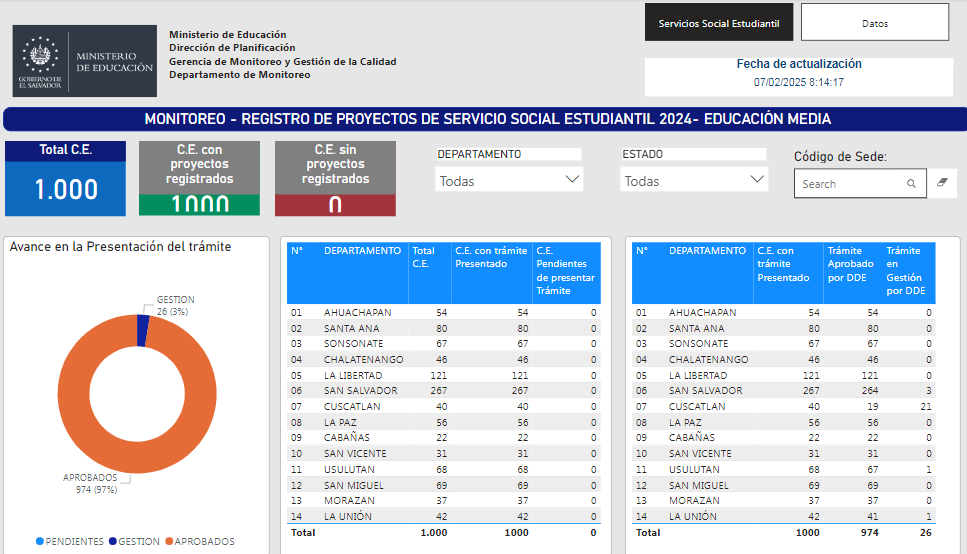 GOBIERNO DE
EL SALVADOR
MINISTERIO
DE EDUCACIÓN
Ministerio de Educación
Dirección de Planificación
Gerencia de Monitoreo y Gestión de la Calidad
Departamento de Monitoreo
Servicios Social Estudiantil
Datos
Fecha de actualización
07/02/2025 8:14:17
MONITOREO - REGISTRO DE PROYECTOS DE SERVICIO SOCIAL ESTUDIANTIL 2024- EDUCACIÓN MEDIA
Total C.E.
1.000
C.E. con
proyectos
registrados
1000
C.E. sin
proyectos
registrados
0
DEPARTAMENTO
Todas
ESTADO
Todas
Código de Sede:
Search
Avance en la Presentación del trámite
GESTION
26 (3%)
APROBADOS
974 (97%)
PENDIENTES GESTION APROBADOS
N° DEPARTAMENTO Total C.E. C.E. con trámite Presentado C.E. Pendientes de presentar Trámite
01 AHUACHAPAN 54 54 0
02 SANTA ANA 80 80 0
03 SONSONATE 67 67 0
04 CHALATENANGO 46 46 0
05 LA LIBERTAD 121 121 0
06 SAN SALVADOR 267 267 0
07 CUSCATLAN 40 40 0
08 LA PAZ 56 56 0
09 CABAÑAS 22 22 0
10 SAN VICENTE 31 31 0
11 USULUTAN 68 68 0
12 SAN MIGUEL 69 69 0
13 MORAZAN 37 37 0
14 LA UNIÓN 42 42 0
Total 1.000 1000 0
N° DEPARTAMENTO C.E. con trámite Presentado Trámite Aprobado por DDE Trámite en Gestión por DDE
01 AHUACHAPAN 54 54 0
02 SANTA ANA 80 80 0
03 SONSONATE 67 67 0
04 CHALATENANGO 46 46 0
05 LA LIBERTAD 121 121 0
06 SAN SALVADOR 267 264 3
07 CUSCATLAN 40 19 21
08 LA PAZ 56 56 0
09 CABAÑAS 22 22 0
10 SAN VICENTE 31 31 0
11 USULUTAN 68 67 1
12 SAN MIGUEL 69 69 0
13 MORAZAN 37 37 0
14 LA UNIÓN 42 41 1
Total 1000 974 26